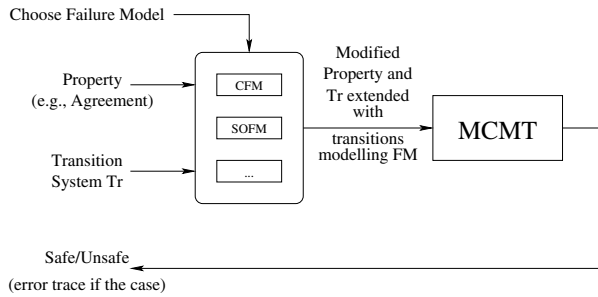 Choose Failure Model
Property
(e.g., Agreement)
Transition
System Tr
CFM
SOFM
...
Modified
Property and
Tr extended
with
transitions
modelling FM
MCMT
Safe/Unsafe
(error trace if the case)